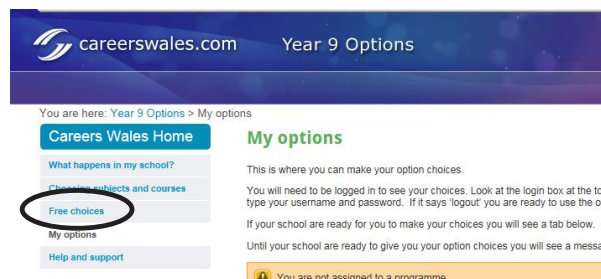 careerswales.com Year 9 Options
You are here: Year 9 Options > My options
Careers Wales Home
What happens in my school?
Choosing subjects and courses
Free choices
My options
Help and support
My options
This is where you can make your option choices.
You will need to be logged in to see your choices. Look at the login box at the to
type your username and password. If it says 'logout' you are ready to use the o
If your school are ready for you to make your choices you will see a tab below.
Until your school are ready to give you your option choices you will see a messa
You are not assigned to a programme